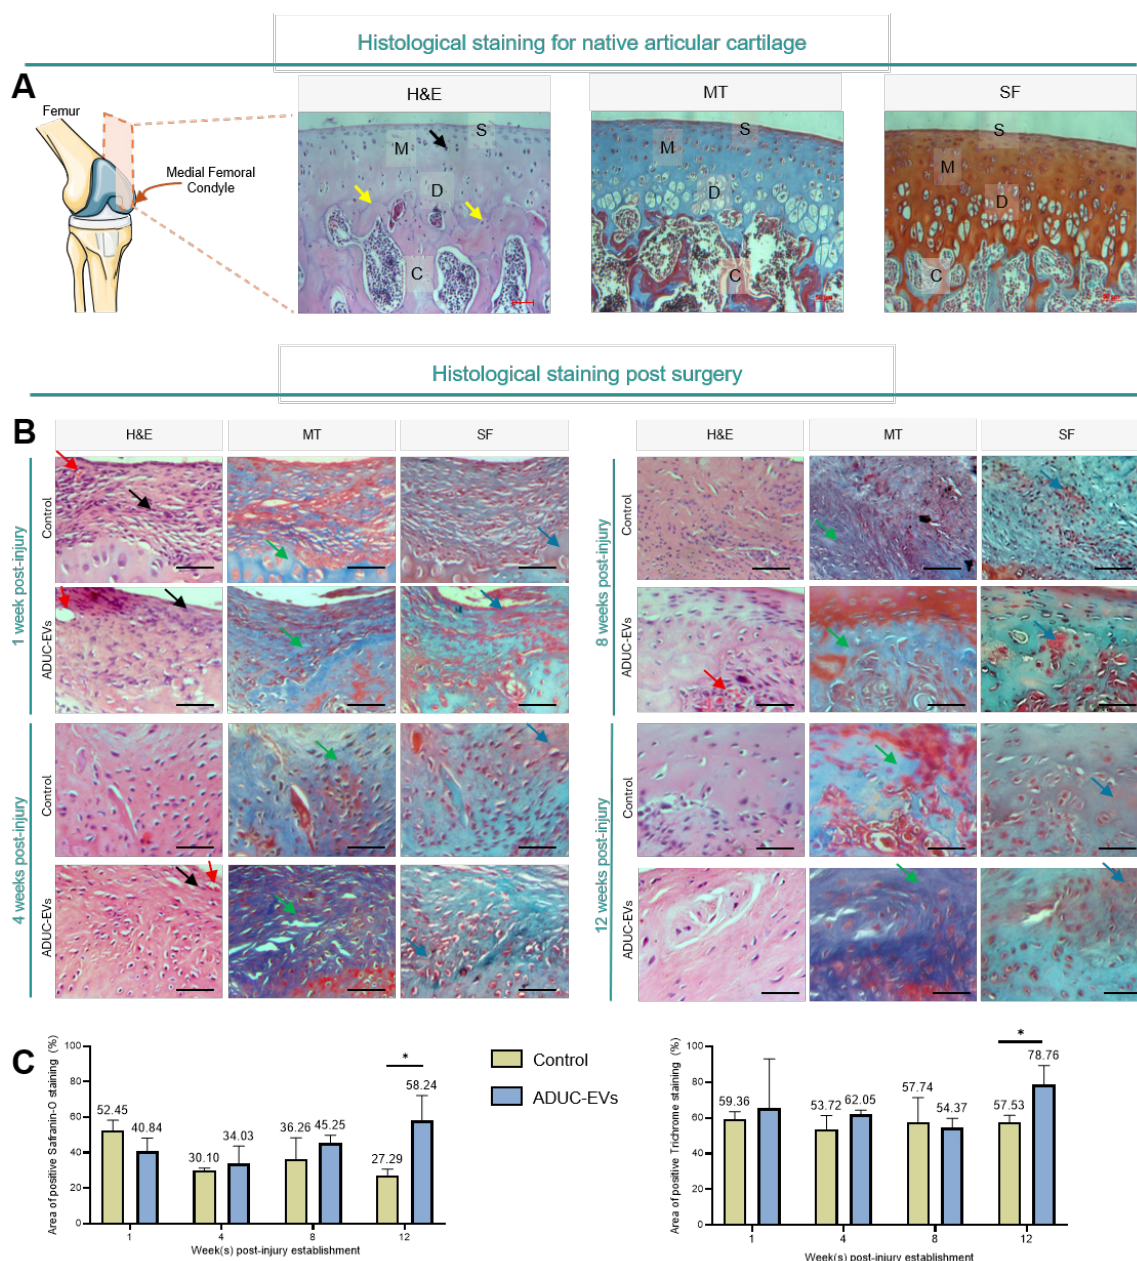 Histological staining for native articular cartilage
A
Femur
Medial Femoral
Condyle
H&E
MT
SF
S
M
D
C
S
M
D
C
50 µm
S
M
D
C
50 µm
Histological staining post surgery
B
H&E
MT
SF
H&E
MT
SF
1 week post-injury
Control
ADUC-EVs
4 weeks post-injury
Control
ADUC-EVs
8 weeks post-injury
Control
ADUC-EVs
12 weeks post-injury
Control
ADUC-EVs
C
Area of positive Safranin-O staining (%)
100
80
60
40
20
0
52.45
40.84
30.10
34.03
36.26
45.25
27.29
58.24
*
1
4
8
12
Week(s) post-injury establishment
Control
ADUC-EVs
Area of positive Trichrome staining (%)
100
80
60
40
20
0
59.36
53.72
62.05
57.74
54.37
57.53
78.76
*
1
4
8
12
Week(s) post-injury establishment